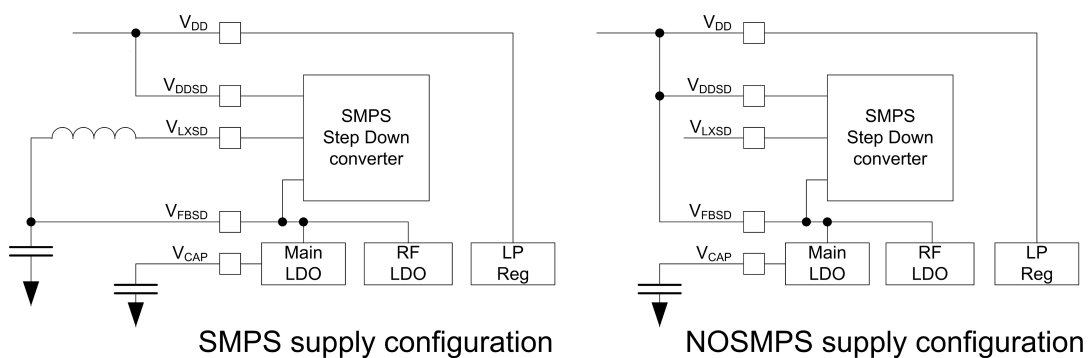 VDD
VDDSD
VLXSD
SMPS
Step Down
converter
VFBSD
VCAP
Main
LDO
RF
LDO
LP
Reg
SMPS supply configuration
VDD
VDDSD
VLXSD
SMPS
Step Down
converter
VFBSD
VCAP
Main
LDO
RF
LDO
LP
Reg
NOSMPS supply configuration